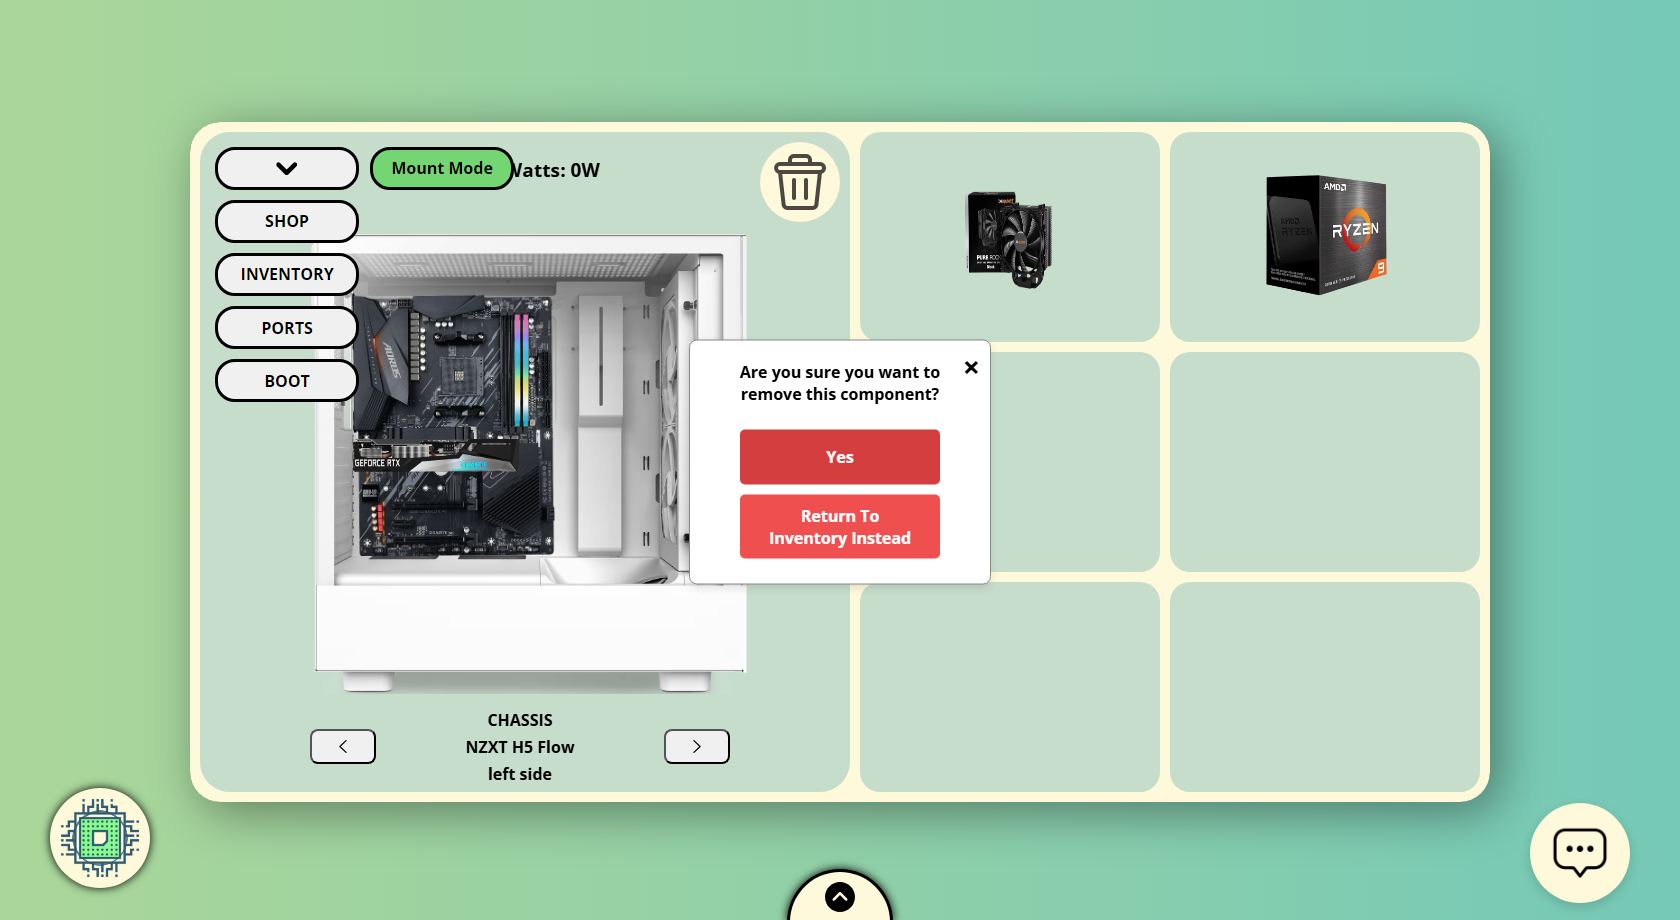 Mount Mode
Watts: 0W
SHOP
INVENTORY
PORTS
BOOT
AORUS
GEFORCE RTX
AMD
RYZEN
9
Are you sure you want to
remove this component?
Yes
Return To
Inventory Instead
CHASSIS
NZXT H5 Flow
left side